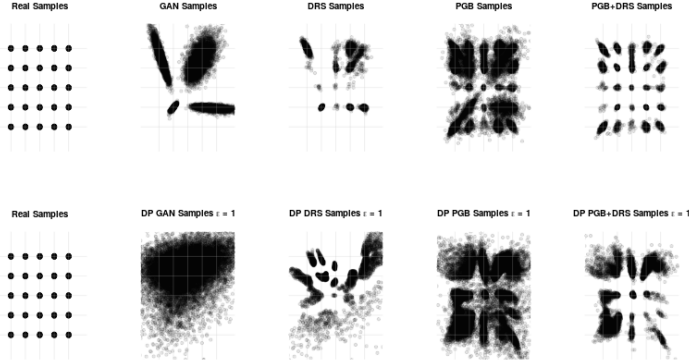 Real Samples
GAN Samples
DRS Samples
PGB Samples
PGB+DRS Samples
Real Samples
DP GAN Samples ε = 1
DP DRS Samples ε = 1
DP PGB Samples ε = 1
DP PGB+DRS Samples ε = 1